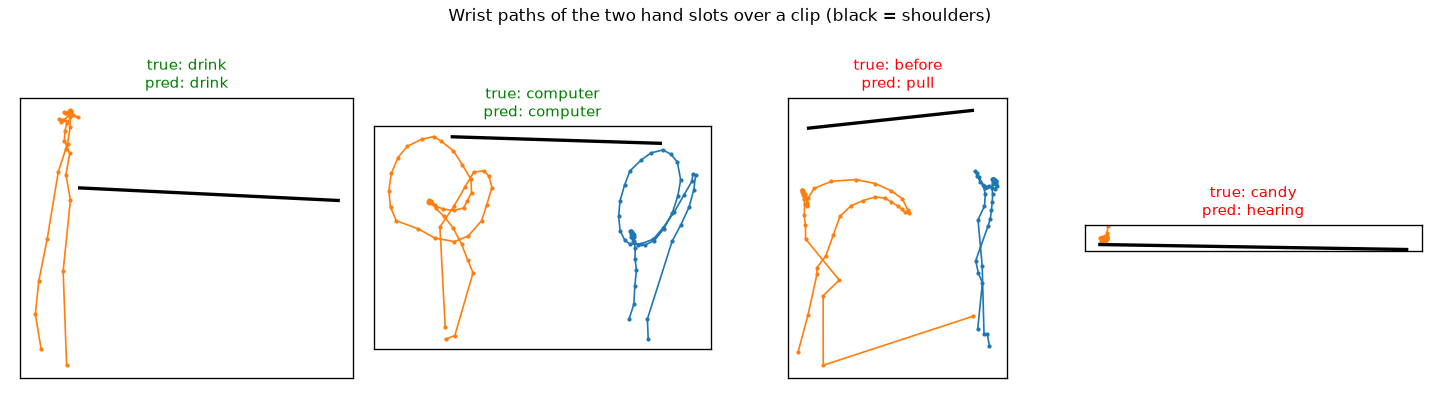 Wrist paths of the two hand slots over a clip (black = shoulders)
true: drink
pred: drink
true: computer
pred: computer
true: before
pred: pull
true: candy
pred: hearing